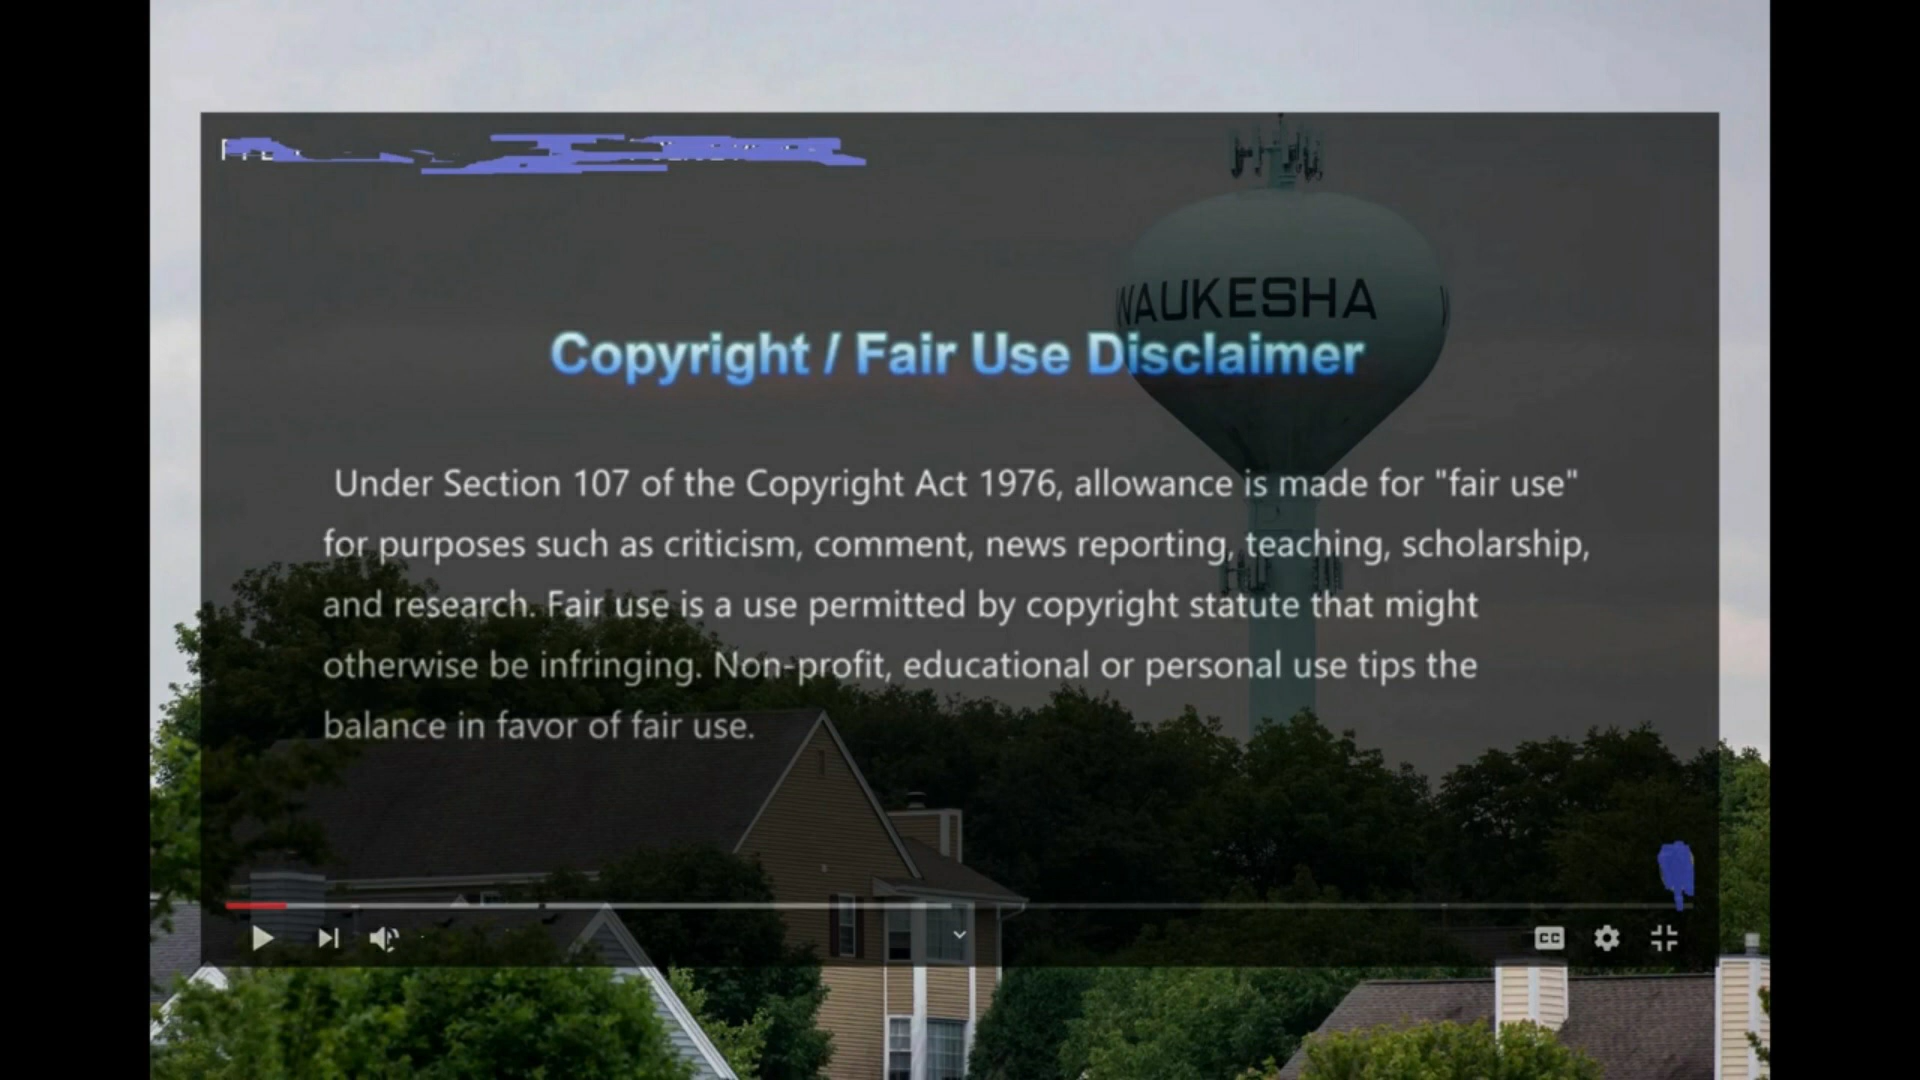 WAUKESHA
Copyright / Fair Use Disclaimer
Under Section 107 of the Copyright Act 1976, allowance is made for "fair use"
for purposes such as criticism, comment, news reporting, teaching, scholarship,
and research. Fair use is a use permitted by copyright statute that might
otherwise be infringing. Non-profit, educational or personal use tips the
balance in favor of fair use.
CC